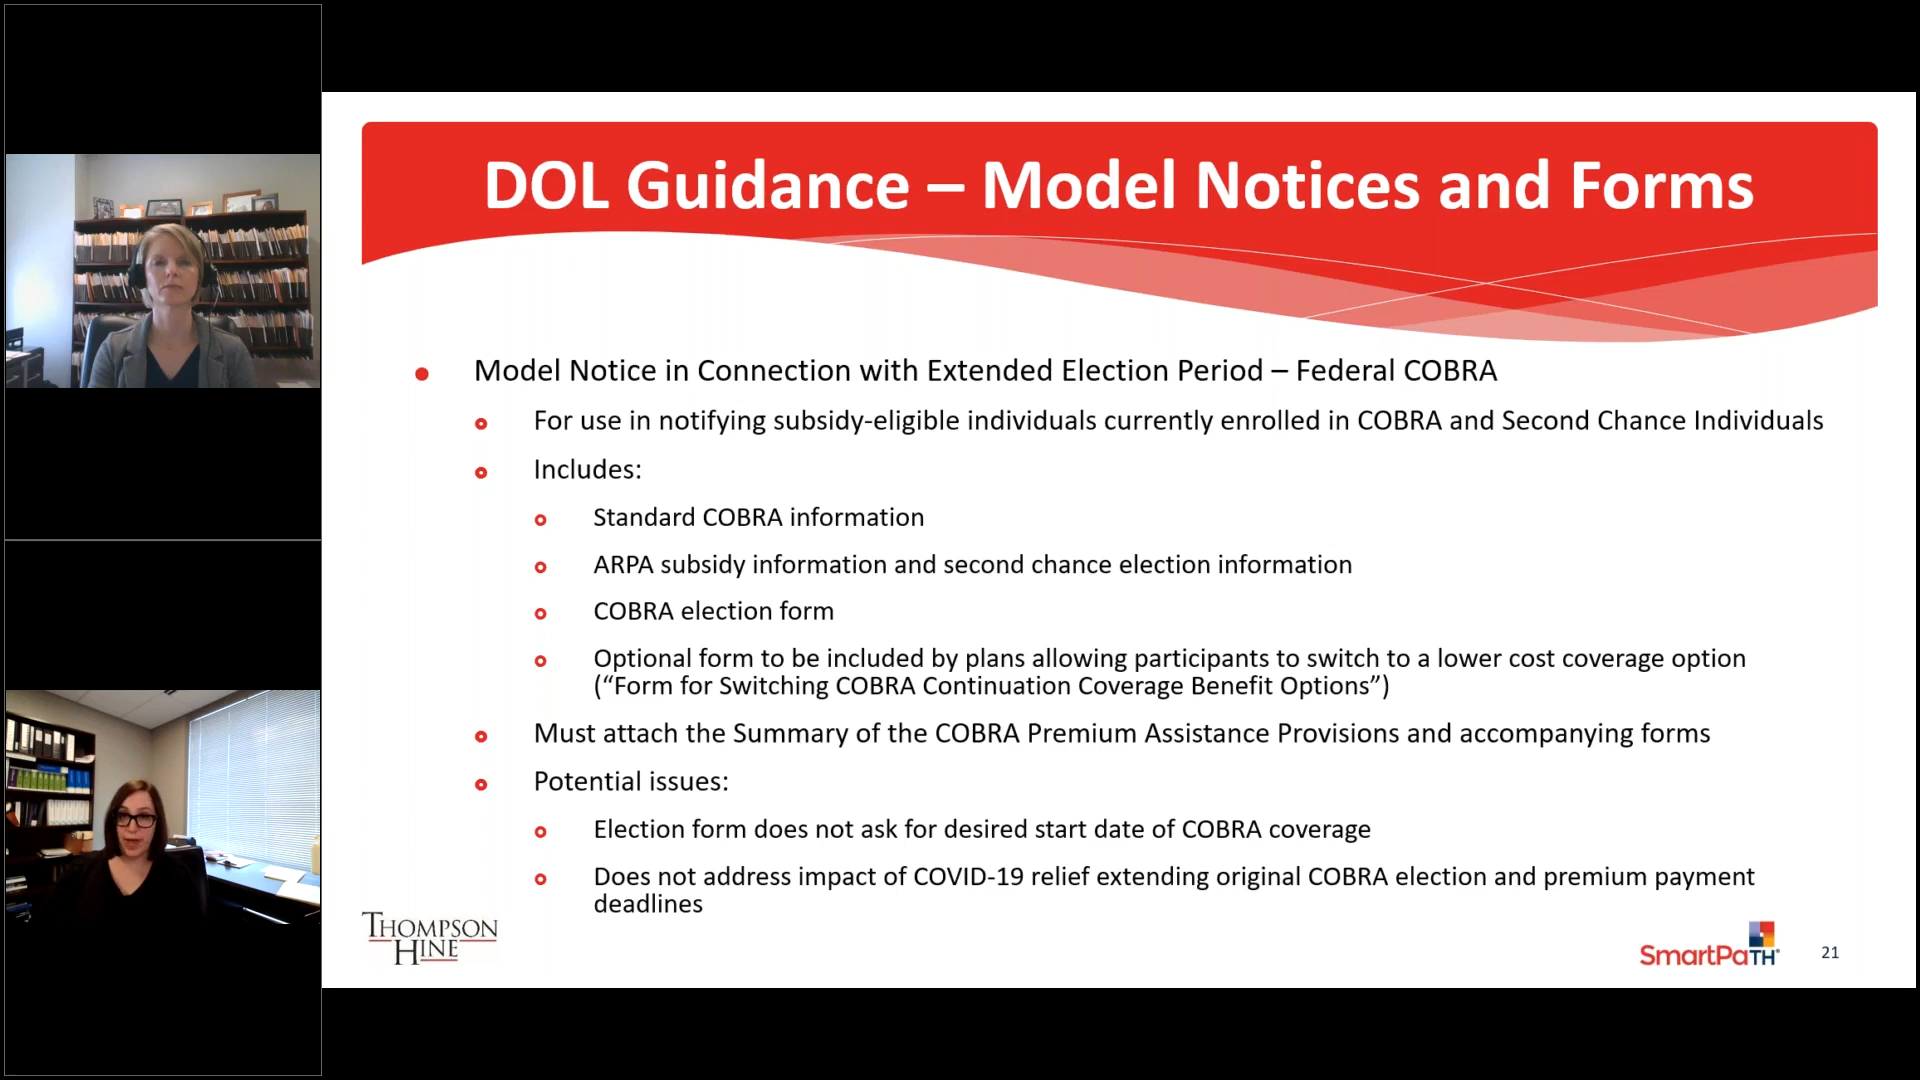 DOL Guidance – Model Notices and Forms
Model Notice in Connection with Extended Election Period – Federal COBRA
For use in notifying subsidy-eligible individuals currently enrolled in COBRA and Second Chance Individuals
Includes:
Standard COBRA information
ARPA subsidy information and second chance election information
COBRA election form
Optional form to be included by plans allowing participants to switch to a lower cost coverage option
(“Form for Switching COBRA Continuation Coverage Benefit Options”)
Must attach the Summary of the COBRA Premium Assistance Provisions and accompanying forms
Potential issues:
Election form does not ask for desired start date of COBRA coverage
Does not address impact of COVID-19 relief extending original COBRA election and premium payment
deadlines
THOMPSON
HINE
SmartPaTH
21